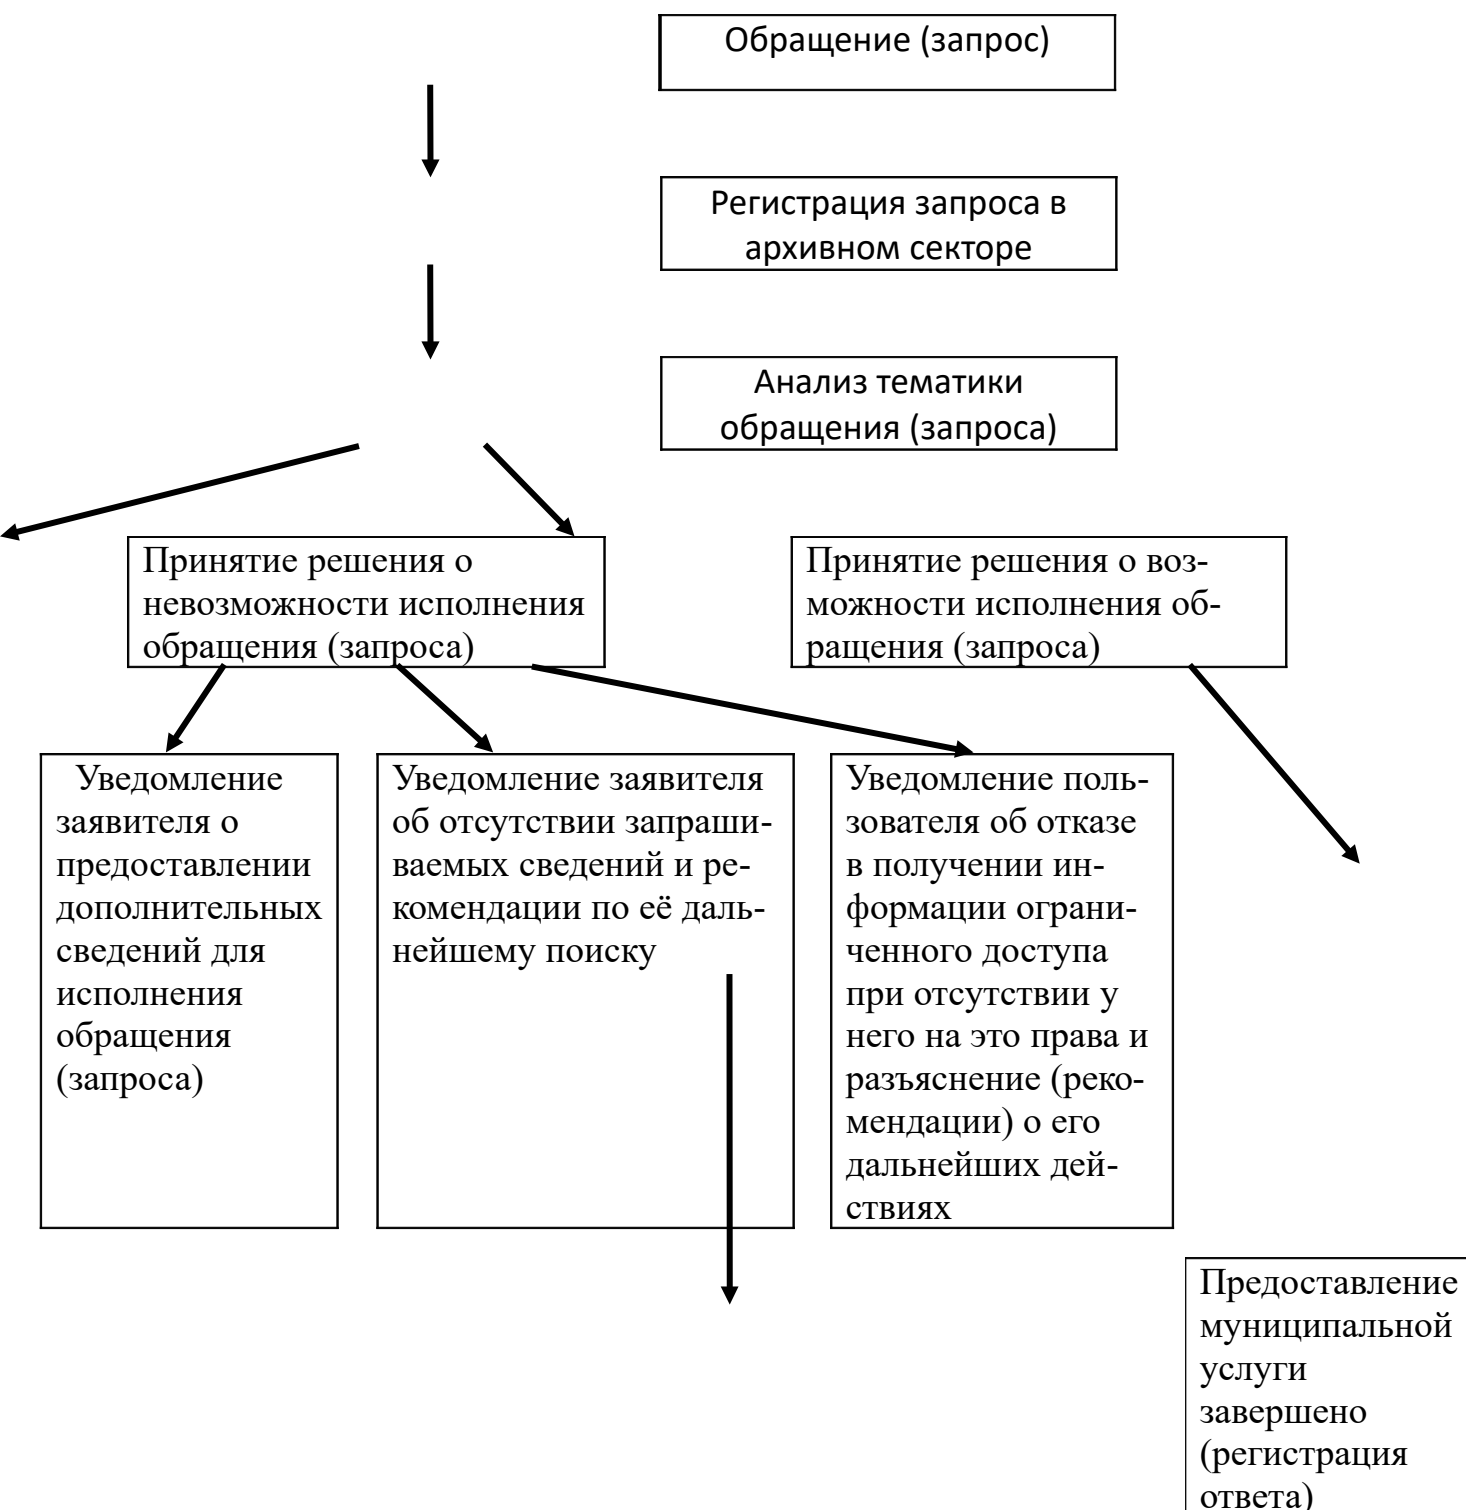 Обращение (запрос)
Регистрация запроса в
архивном секторе
Анализ тематики
обращения (запроса)
Принятие решения о
невозможности исполнения
обращения (запроса)
Принятие решения о воз-
можности исполнения об-
ращения (запроса)
Уведомление
заявителя о
предоставлении
дополнительных
сведений для
исполнения
обращения
(запроса)
Уведомление заявителя
об отсутствии запраши-
ваемых сведений и ре-
комендации по её даль-
нейшему поиску
Уведомление поль-
зователя об отказе
в получении ин-
формации ограни-
ченного доступа
при отсутствии у
него на это права и
разъяснение (реко-
мендации) о его
дальнейших дей-
ствиях
Предоставление
муниципальной
услуги
завершено
(регистрация
ответа)